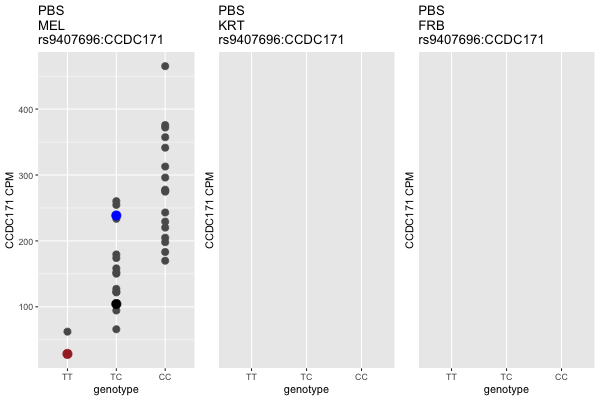 PBS
MEL
rs9407696:CCDC171
PBS
KRT
rs9407696:CCDC171
PBS
FRB
rs9407696:CCDC171
CCDC171 CPM
400
300
200
100
TT TC CC
genotype
CCDC171 CPM
TT TC CC
genotype
CCDC171 CPM
TT TC CC
genotype